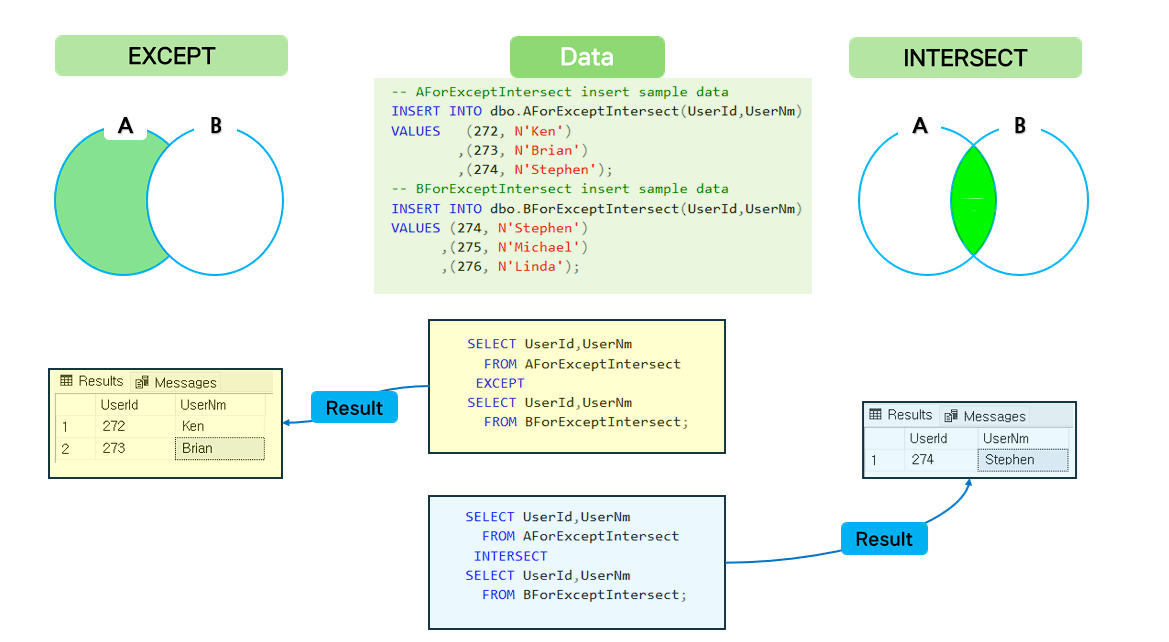 EXCEPT
A
B
Data
-- AForExceptIntersect insert sample data
INSERT INTO dbo.AForExceptIntersect(UserId,UserNm)
VALUES   (272, N'Ken')
        ,(273, N'Brian')
        ,(274, N'Stephen');
-- BForExceptIntersect insert sample data
INSERT INTO dbo.BForExceptIntersect(UserId,UserNm)
VALUES (274, N'Stephen')
      ,(275, N'Michael')
      ,(276, N'Linda');
INTERSECT
A
B
SELECT UserId,UserNm
  FROM AForExceptIntersect
 EXCEPT
SELECT UserId,UserNm
  FROM BForExceptIntersect;
Result
Results Messages
UserId UserNm
1 272 Ken
2 273 Brian
SELECT UserId,UserNm
  FROM AForExceptIntersect
 INTERSECT
SELECT UserId,UserNm
  FROM BForExceptIntersect;
Result
Results Messages
UserId UserNm
1 274 Stephen